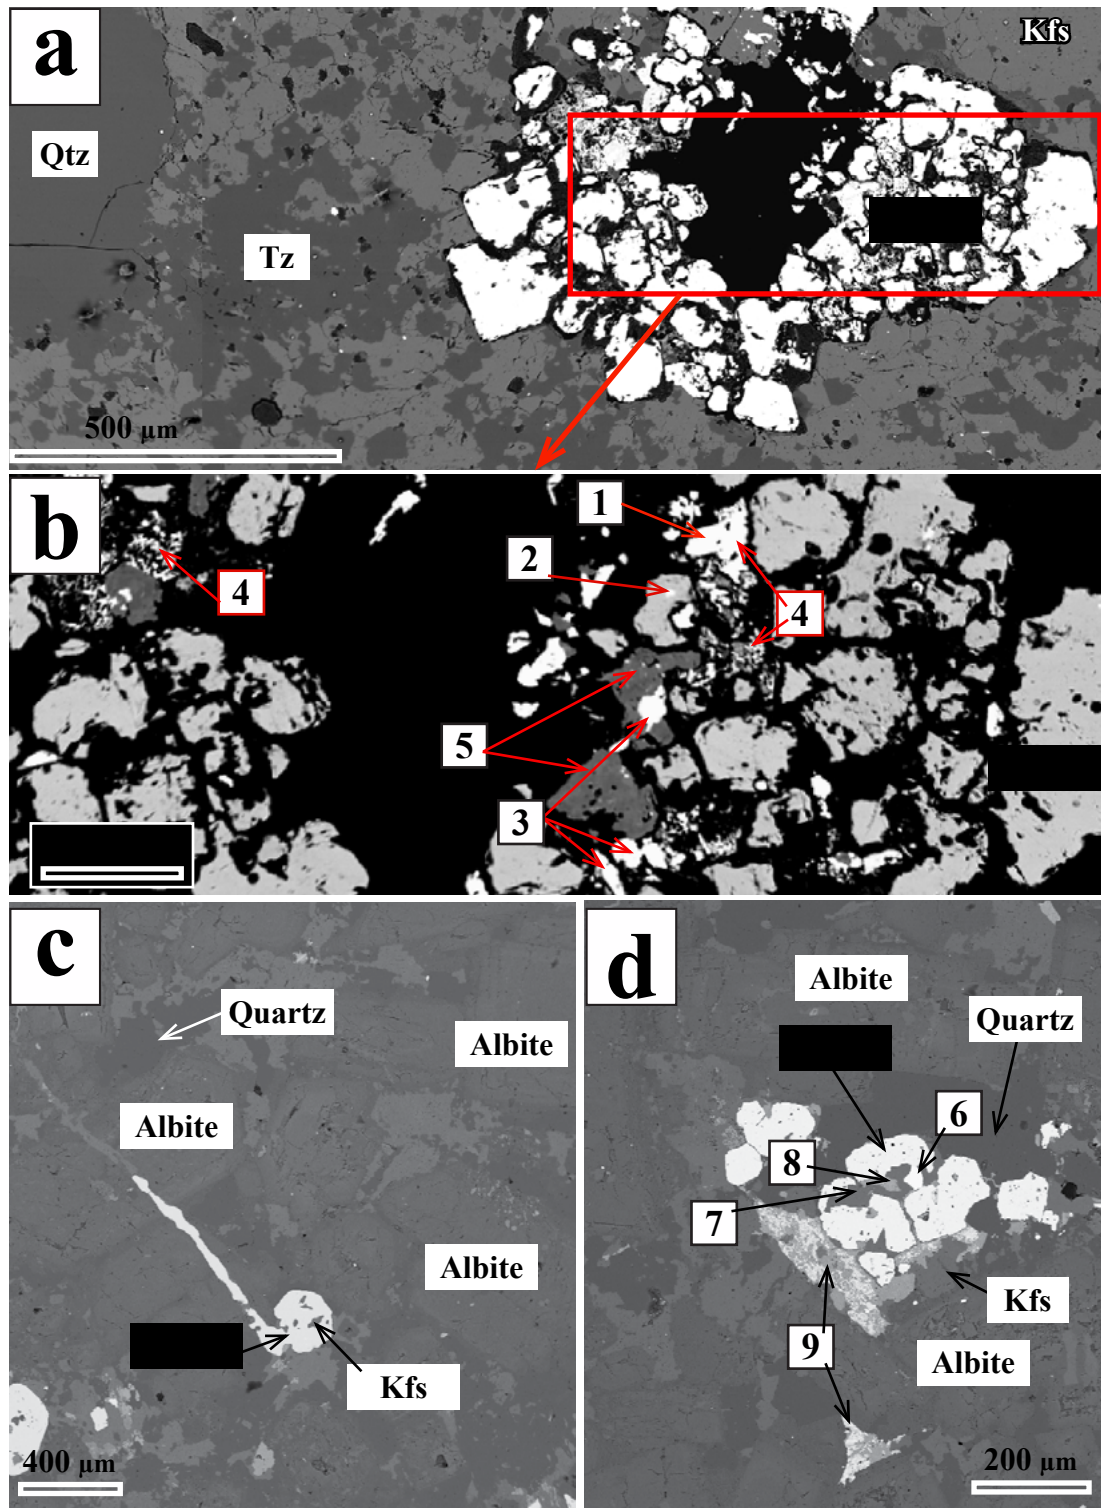 a
Kfs
Qtz
Tz
500 μm
b
1
2
4
4
5
3
c
Quartz
Albite
Albite
Albite
Kfs
400 μm
d
Albite
Quartz
6
8
7
Kfs
9
Albite
200 μm